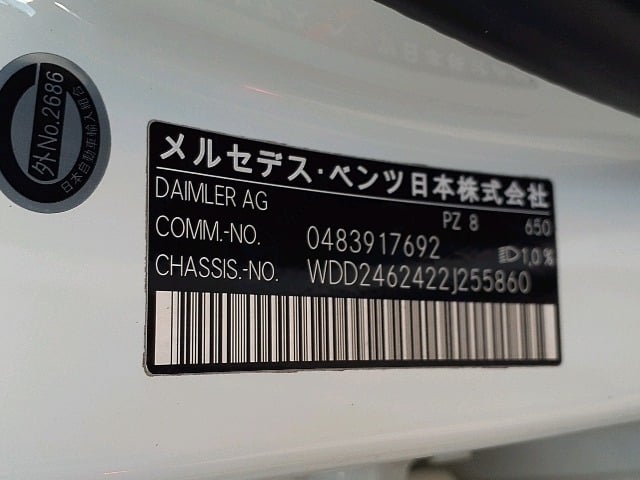 外No.2686
日本自動車輸入組合
メルセデス・ベンツ日本株式会社
DAIMLER AG
PZ 8 650
COMM.-NO. 0483917692
1,0%
CHASSIS.-NO. WDD2462422J255860